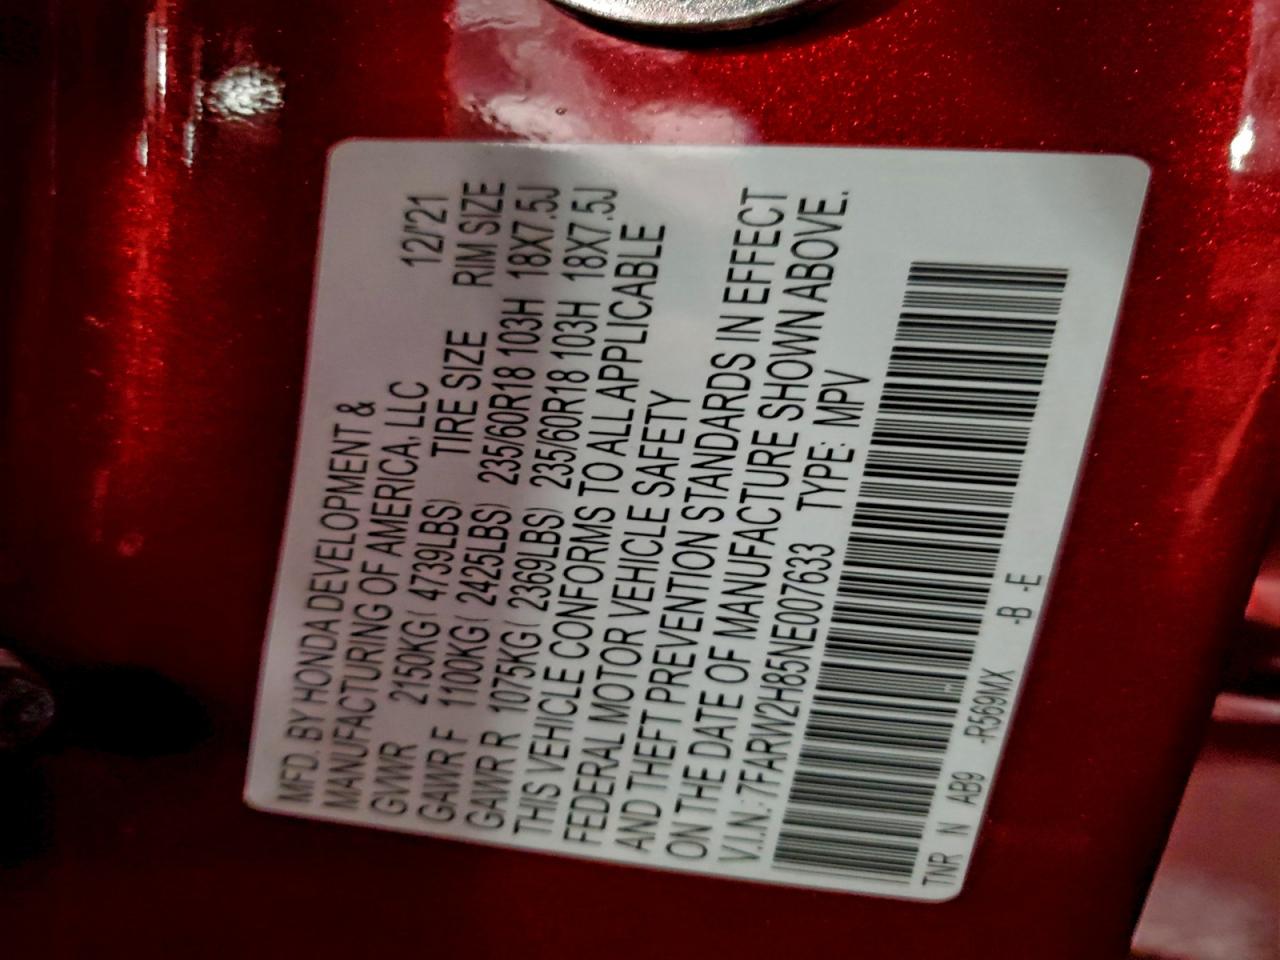 MFD. BY HONDA DEVELOPMENT &
MANUFACTURING OF AMERICA, LLC 12/'21
GVWR 2150KG( 4739LBS) TIRE SIZE RIM SIZE
GAWR F 1100KG( 2425LBS) 235/60R18 103H 18X7.5J
GAWR R 1075KG( 2369LBS) 235/60R18 103H 18X7.5J
THIS VEHICLE CONFORMS TO ALL APPLICABLE
FEDERAL MOTOR VEHICLE SAFETY
AND THEFT PREVENTION STANDARDS IN EFFECT
ON THE DATE OF MANUFACTURE SHOWN ABOVE.
V.I.N.: 7FARW2H85NE007633 TYPE: MPV
TNR N AB9 -R569MX -B -E